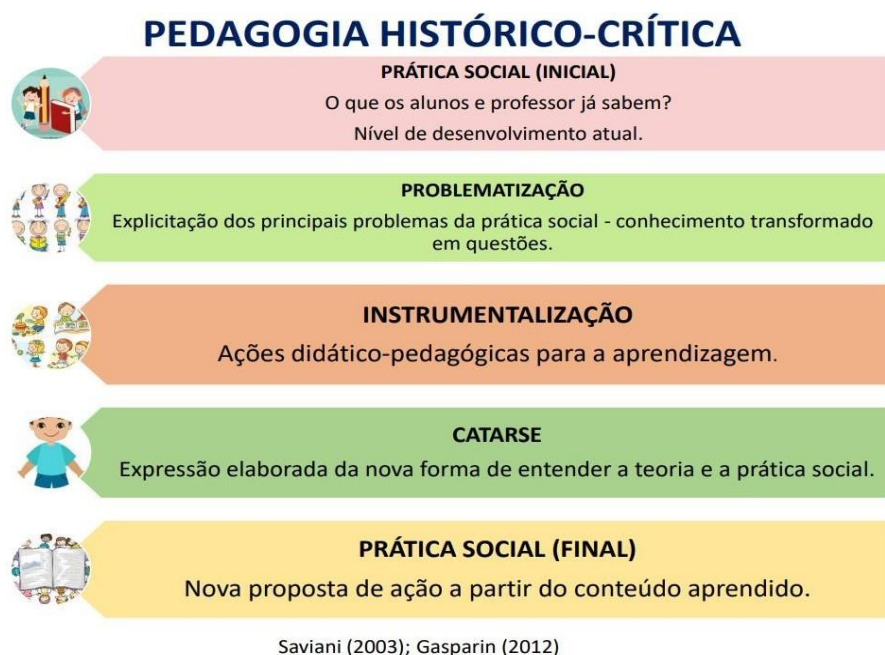 PEDAGOGIA HISTÓRICO-CRÍTICA
PRÁTICA SOCIAL (INICIAL)
O que os alunos e professor já sabem?
Nível de desenvolvimento atual.
PROBLEMATIZAÇÃO
Explicitação dos principais problemas da prática social - conhecimento transformado
em questões.
INSTRUMENTALIZAÇÃO
Ações didático-pedagógicas para a aprendizagem.
CATARSE
Expressão elaborada da nova forma de entender a teoria e a prática social.
PRÁTICA SOCIAL (FINAL)
Nova proposta de ação a partir do conteúdo aprendido.
Saviani (2003); Gasparin (2012)